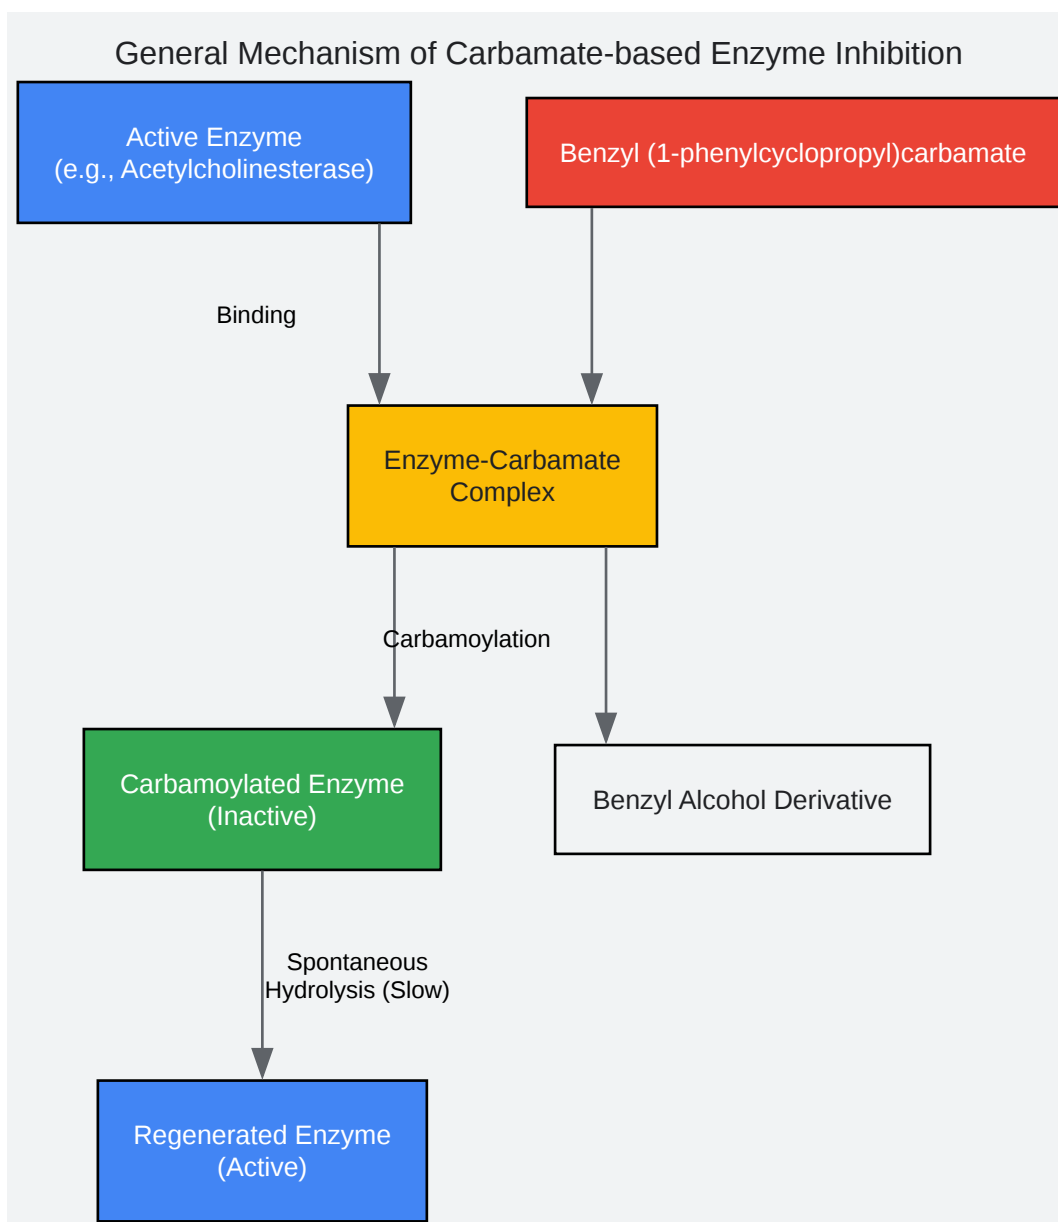 General Mechanism of Carbamate-based Enzyme Inhibition
Active Enzyme
(e.g., Acetylcholinesterase)
Benzyl (1-phenylcyclopropyl)carbamate
Binding
Enzyme-Carbamate
Complex
Carbamoylation
Carbamoylated Enzyme
(Inactive)
Benzyl Alcohol Derivative
Spontaneous
Hydrolysis (Slow)
Regenerated Enzyme
(Active)